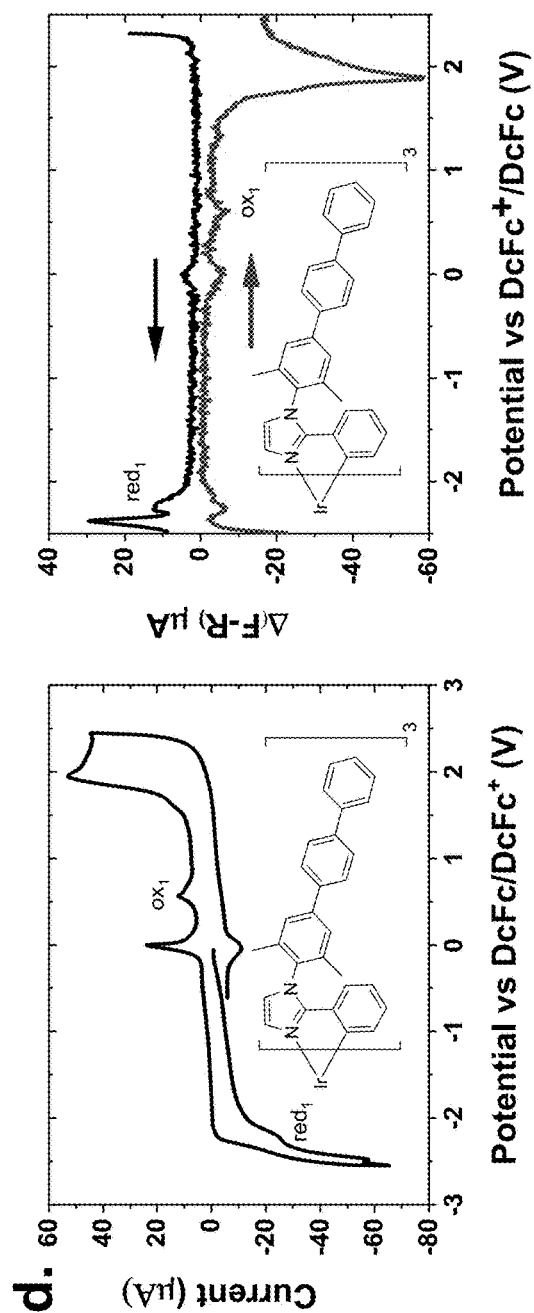 d.
Current (μA)
60
40
20
0
-20
-40
-60
-80
ox₁
red₁
Ir
N
N
3
-3
-2
-1
0
1
2
3
Potential vs DcFc/DcFc⁺ (V)
Δ(F-R) μA
40
20
0
-20
-40
-60
red₁
ox₁
Ir
N
N
3
-2
-1
0
1
2
Potential vs DcFc⁺/DcFc (V)